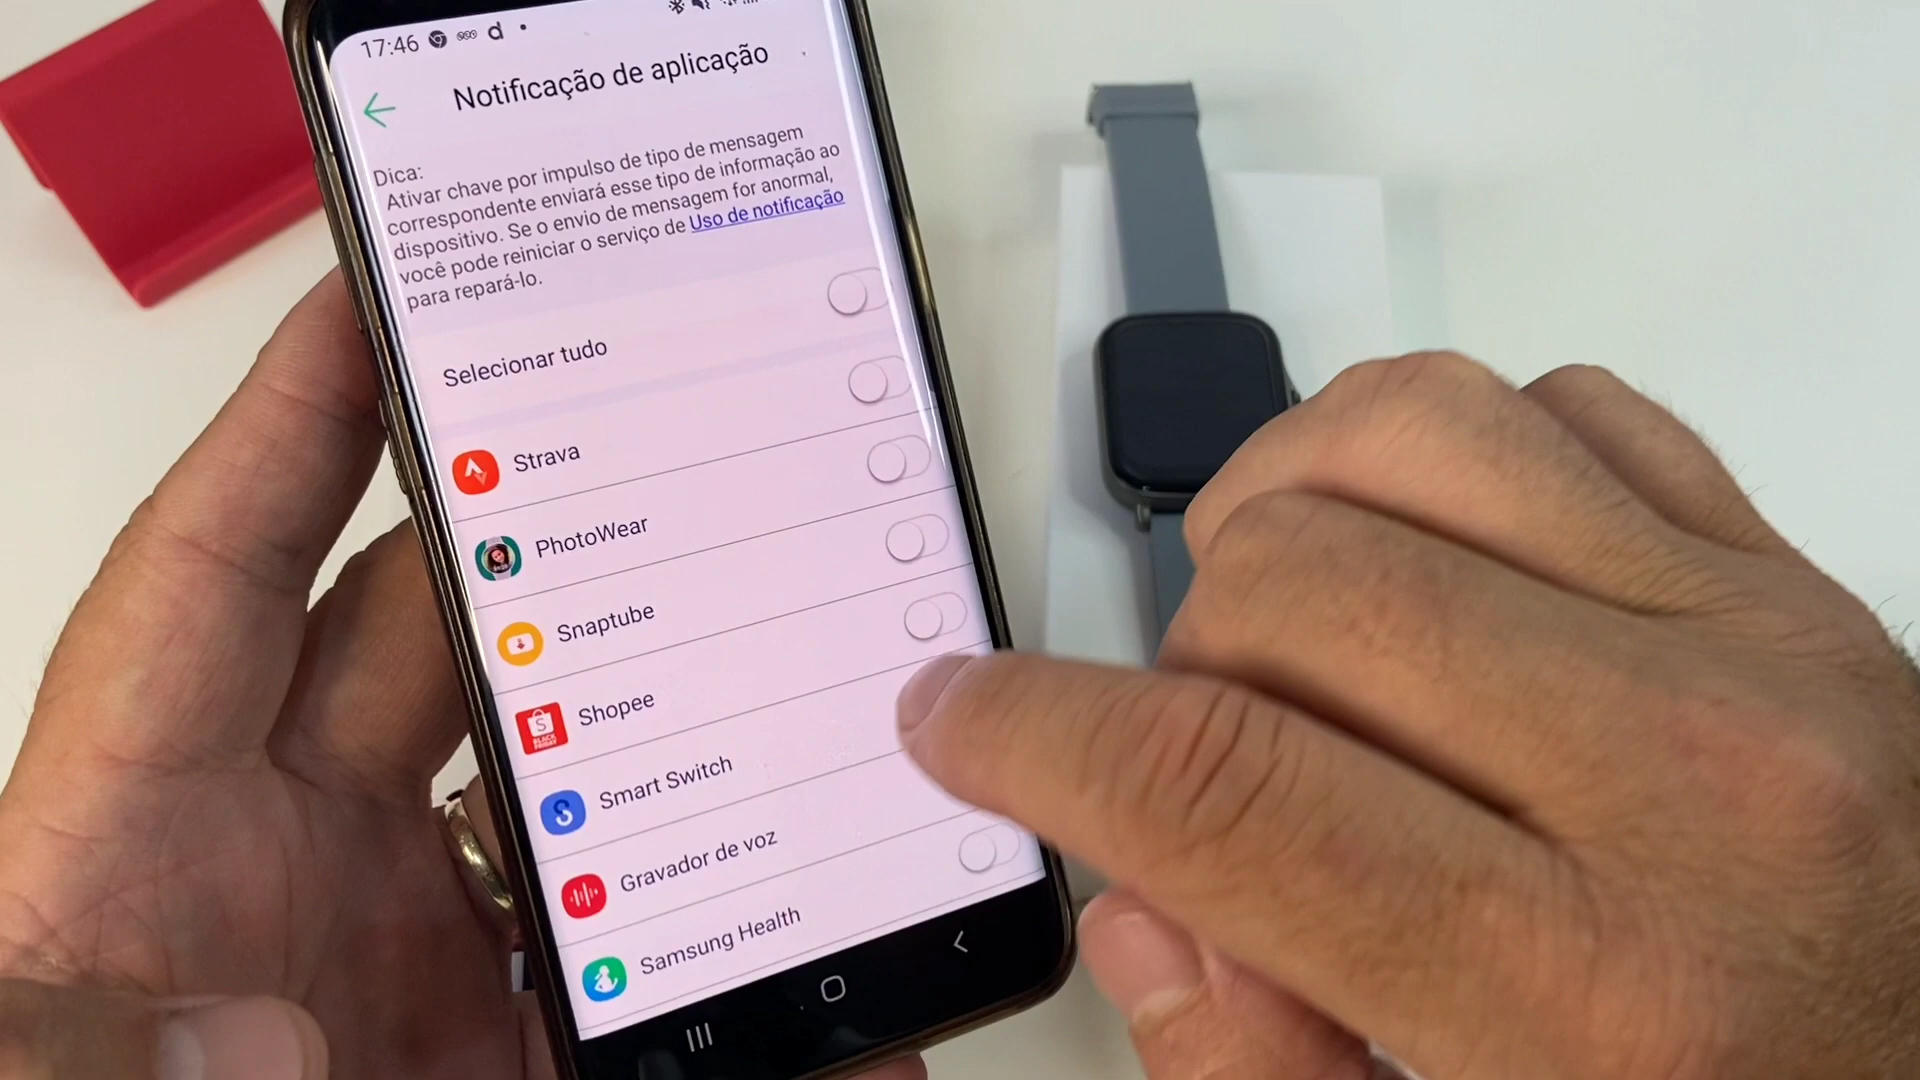 17:46
Notificação de aplicação
Dica:
Ativar chave por impulso de tipo de mensagem
correspondente enviará esse tipo de informação ao
dispositivo. Se o envio de mensagem for anormal,
você pode reiniciar o serviço de Uso de notificação
para repará-lo.
Selecionar tudo
Strava
PhotoWear
Snaptube
S
BLACK
FRIDAY
Shopee
S
Smart Switch
Gravador de voz
Samsung Health